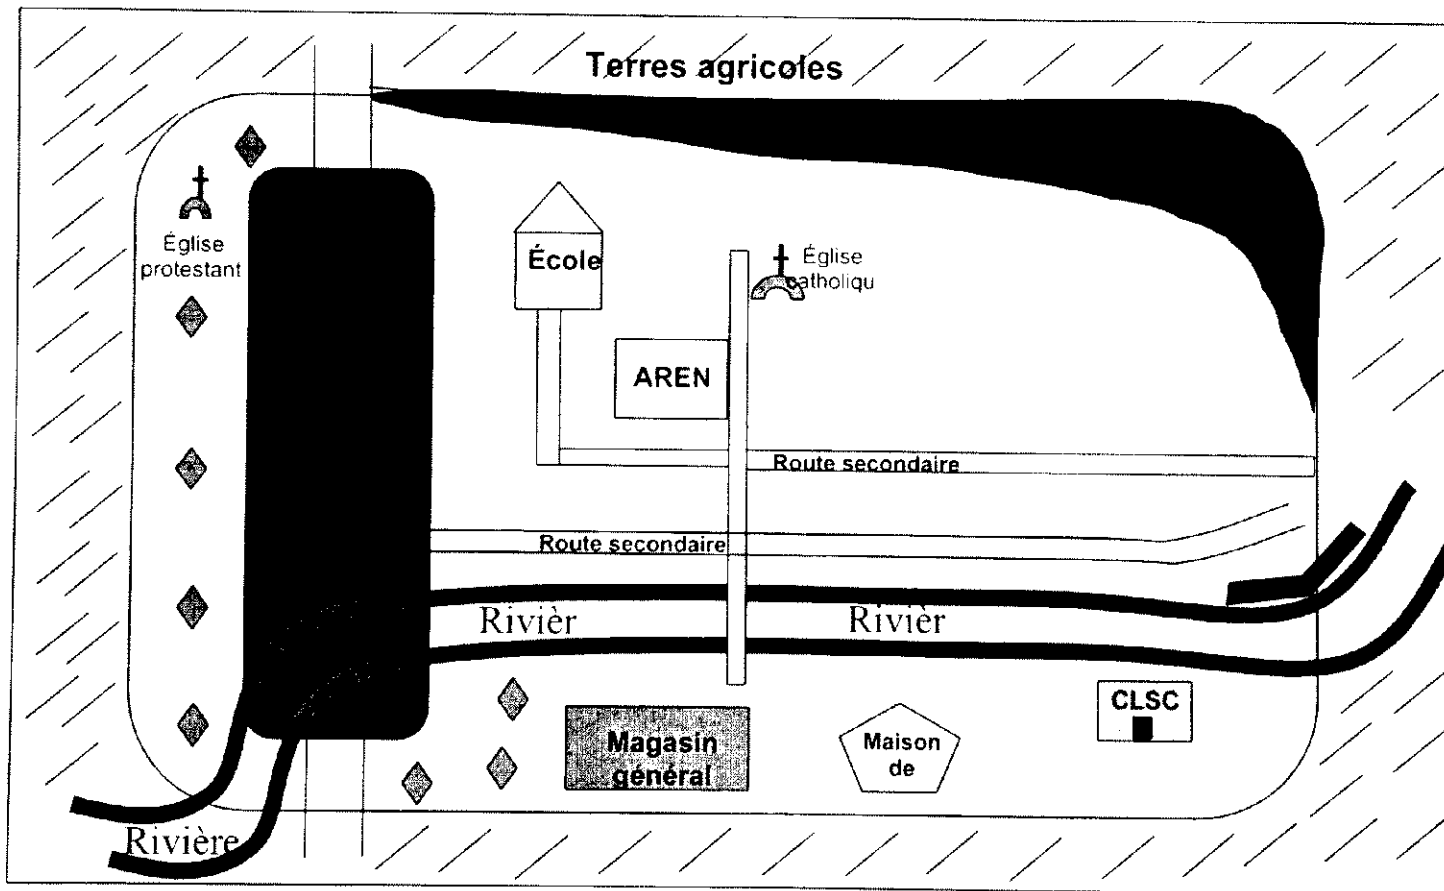 Terres agricoles
Église
protestant
École
Église
catholiqu
AREN
Route secondaire
Route secondaire
Rivièr
Rivièr
CLSC
Magasin
général
Maison
de
Rivière